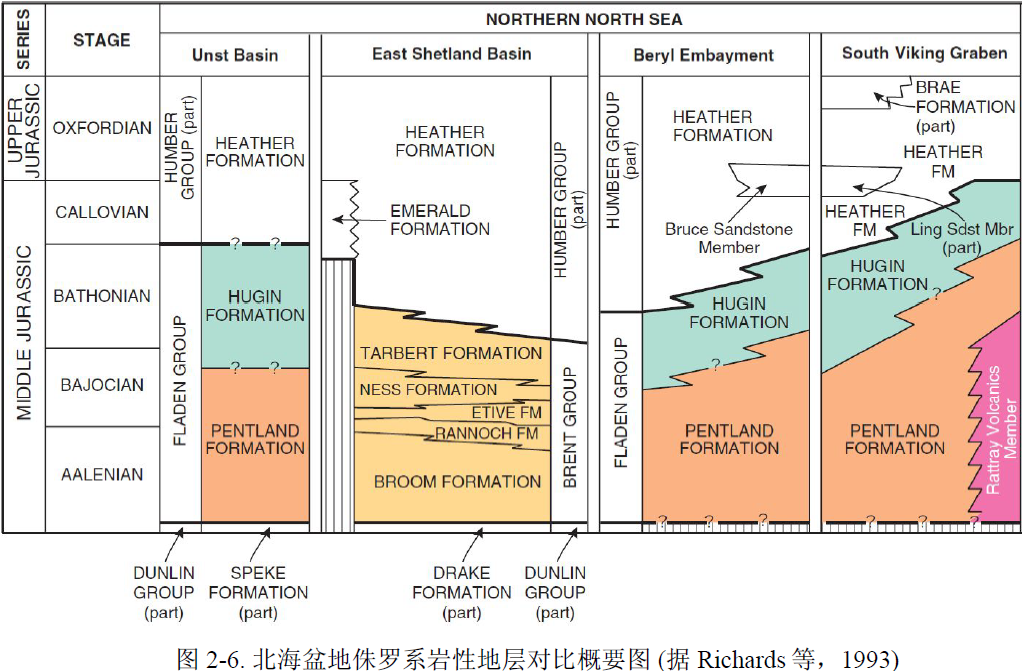 NORTHERN NORTH SEA
SERIES
STAGE
Unst Basin
East Shetland Basin
Beryl Embayment
South Viking Graben
UPPER
JURASSIC
MIDDLE JURASSIC
OXFORDIAN
CALLOVIAN
BATHONIAN
BAJOCIAN
AALENIAN
HUMBER
GROUP (part)
FLADEN GROUP
HEATHER
FORMATION
? ?
HUGIN
FORMATION
? ?
PENTLAND
FORMATION
HEATHER
FORMATION
EMERALD
FORMATION
TARBERT FORMATION
NESS FORMATION
ETIVE FM
RANNOCH FM
BROOM FORMATION
HUMBER GROUP
(part)
BRENT GROUP
HUMBER GROUP
(part)
FLADEN GROUP
HEATHER
FORMATION
Bruce Sandstone
Member
HUGIN
FORMATION
?
PENTLAND
FORMATION
? ? ?
BRAE
FORMATION
(part)
HEATHER
FM
HEATHER
FM
Ling Sdst Mbr
(part)
HUGIN
FORMATION
?
PENTLAND
FORMATION
Rattray Volcanics
Member
? ? ?
DUNLIN
GROUP
(part)
SPEKE
FORMATION
(part)
DRAKE
FORMATION
(part)
DUNLIN
GROUP
(part)
图 2-6. 北海盆地侏罗系岩性地层对比概要图 (据 Richards 等，1993)